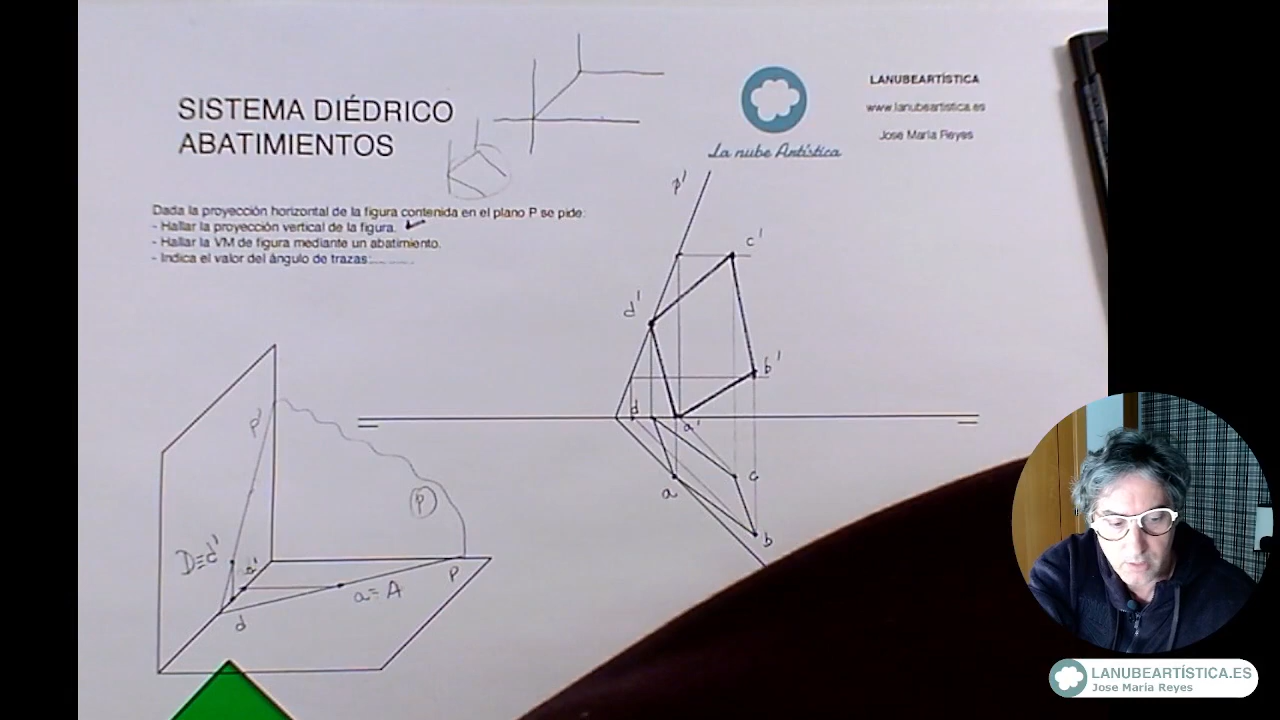 SISTEMA DIÉDRICO
ABATIMIENTOS
La nube Artística
LANUBEARTÍSTICA
www.lanubeartistica.es
Jose María Reyes
Dada la proyección horizontal de la figura contenida en el plano P se pide:
- Hallar la proyección vertical de la figura.
- Hallar la VM de figura mediante un abatimiento.
- Indica el valor del ángulo de trazas:..........
p'
c'
d'
b'
d
a'
a
c
b
p'
P
D≡d'
a'
a≡A
P
d
LANUBEARTÍSTICA.ES
Jose María Reyes